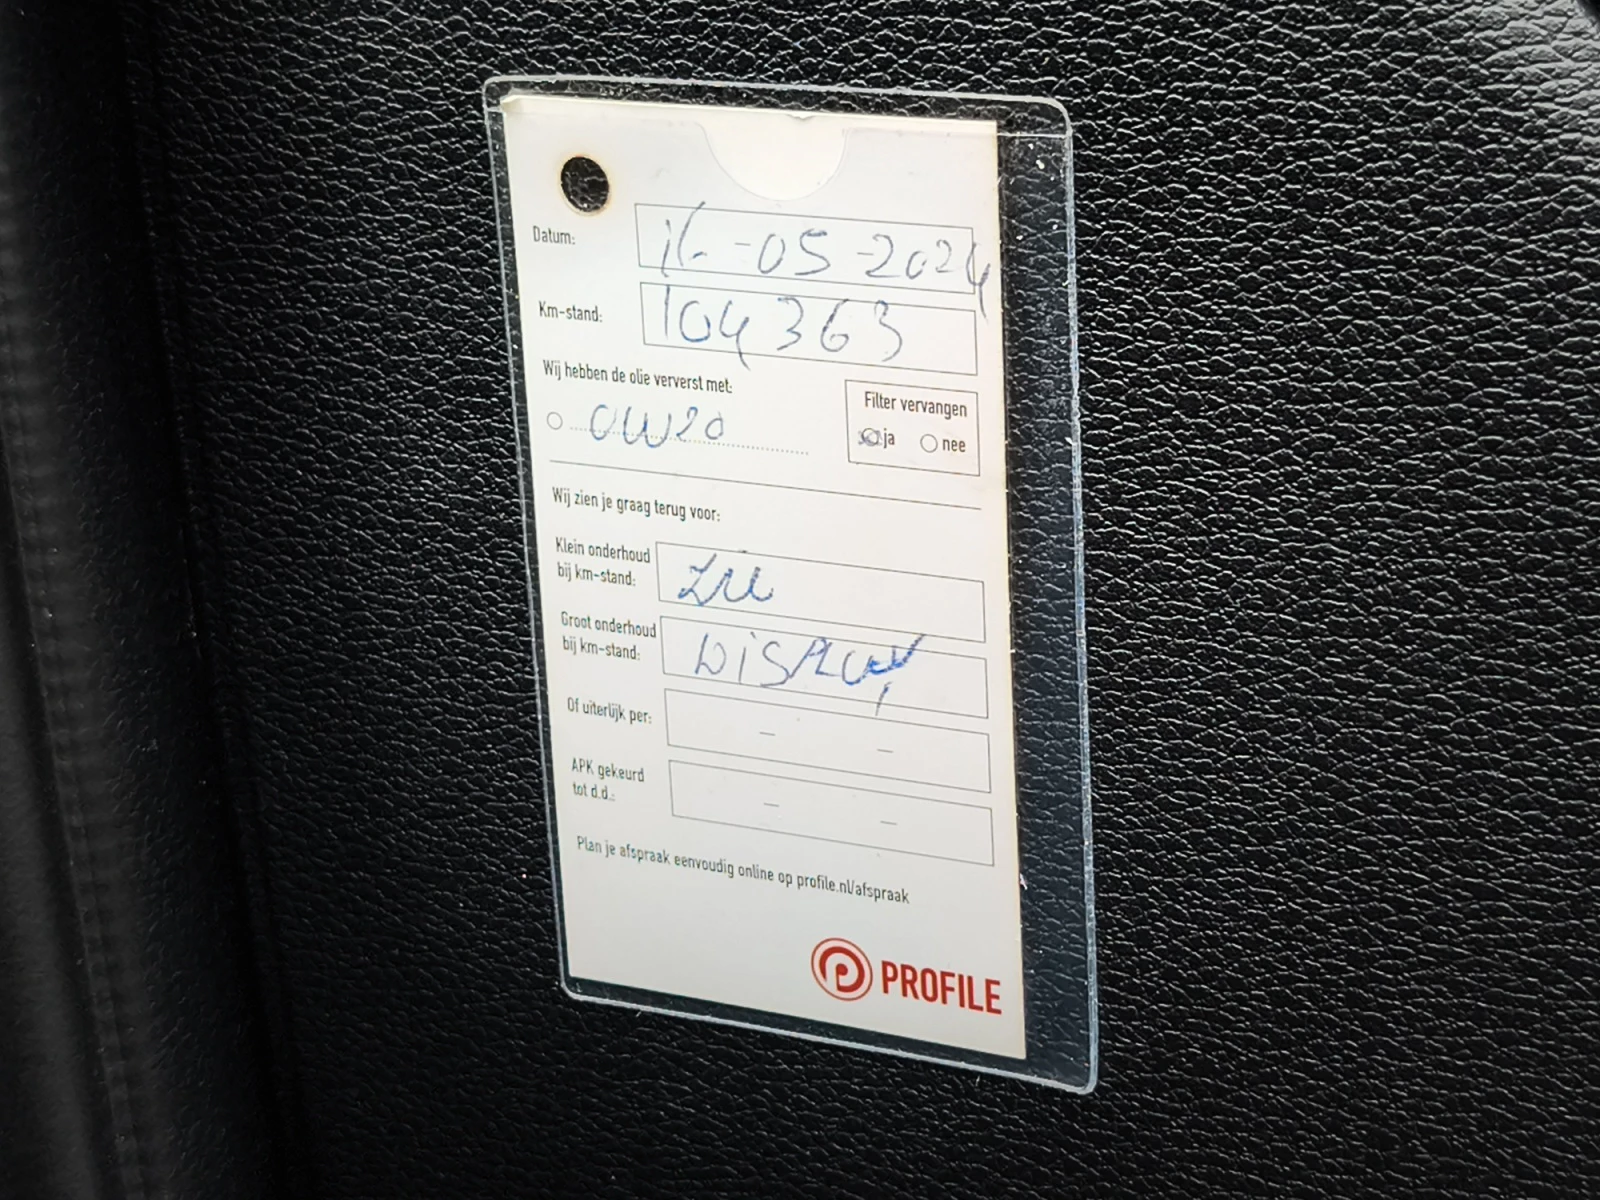 Datum: 16-05-2024
Km-stand: 104363
Wij hebben de olie ververst met:
OW20
Filter vervangen
ja nee
Wij zien je graag terug voor:
Klein onderhoud
bij km-stand:
zie
Groot onderhoud
bij km-stand:
DISPLAY
Of uiterlijk per: - -
APK gekeurd
tot d.d.: - -
Plan je afspraak eenvoudig online op profile.nl/afspraak
PROFILE